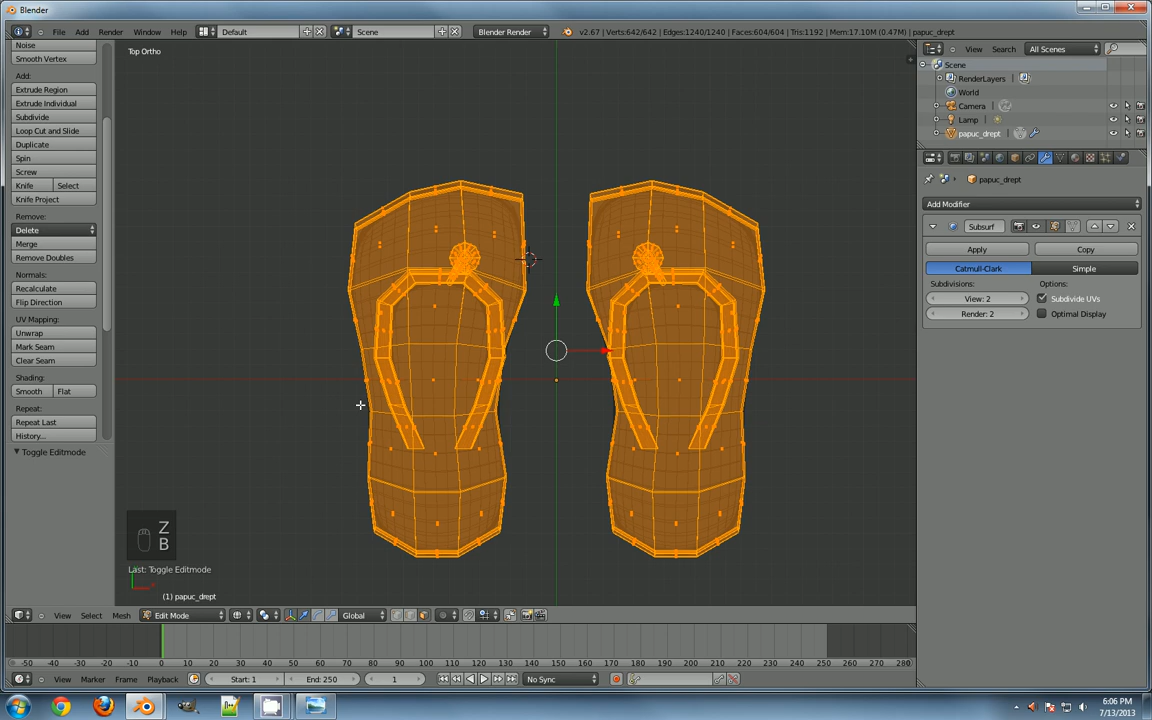 Blender
File Add Render Window Help Default Scene Blender Render v2.67 | Verts:642/642 | Edges:1240/1240 | Faces:604/604 | Tris:1192 | Mem:17.10M (0.47M) | papuc_drept
Noise
Smooth Vertex
Add:
Extrude Region
Extrude Individual
Subdivide
Loop Cut and Slide
Duplicate
Spin
Screw
Knife Select
Knife Project
Remove:
Delete
Merge
Remove Doubles
Normals:
Recalculate
Flip Direction
UV Mapping:
Unwrap
Mark Seam
Clear Seam
Shading:
Smooth Flat
Repeat:
Repeat Last
History...
Toggle Editmode
Top Ortho
Z
B
Last: Toggle Editmode
(1) papuc_drept
View Select Mesh Edit Mode Global
View Search All Scenes
Scene
RenderLayers
World
Camera
Lamp
papuc_drept
papuc_drept
Add Modifier
Subsurf
Apply Copy
Catmull-Clark Simple
Subdivisions: Options:
View: 2 Subdivide UVs
Render: 2 Optimal Display
-50 -40 -30 -20 -10 0 10 20 30 40 50 60 70 80 90 100 110 120 130 140 150 160 170 180 190 200 210 220 230 240 250 260 270 280
View Marker Frame Playback Start: 1 End: 250 1 No Sync
6:06 PM
7/13/2013